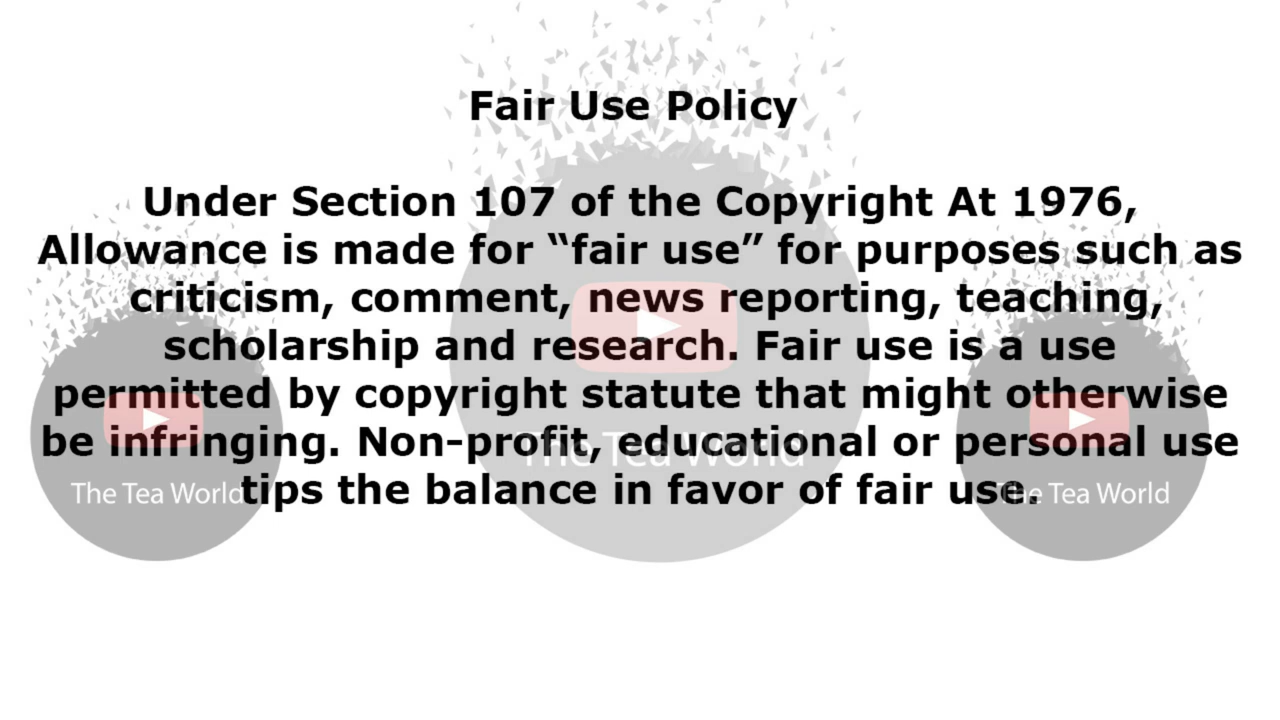 Fair Use Policy
Under Section 107 of the Copyright At 1976,
Allowance is made for “fair use” for purposes such as
criticism, comment, news reporting, teaching,
scholarship and research. Fair use is a use
permitted by copyright statute that might otherwise
be infringing. Non-profit, educational or personal use
tips the balance in favor of fair use.
The Tea World
The Tea World
The Tea World